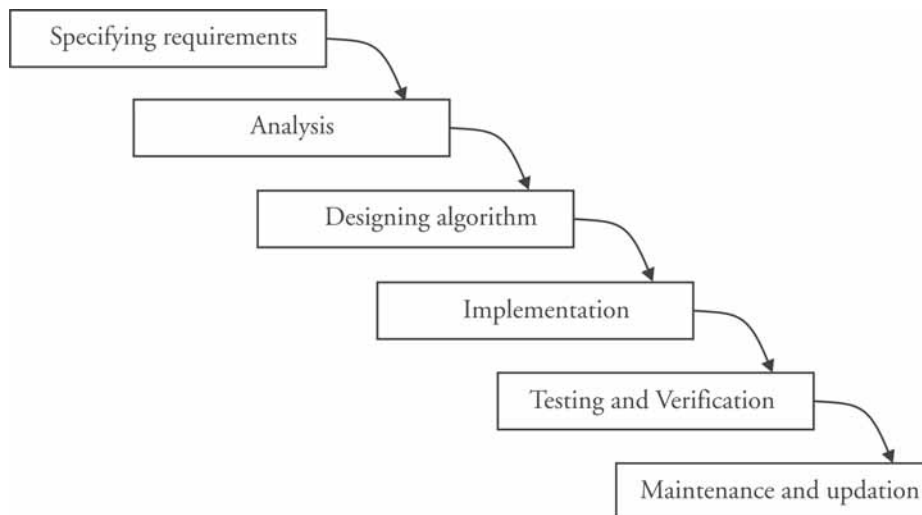 Specifying requirements
Analysis
Designing algorithm
Implementation
Testing and Verification
Maintenance and updation